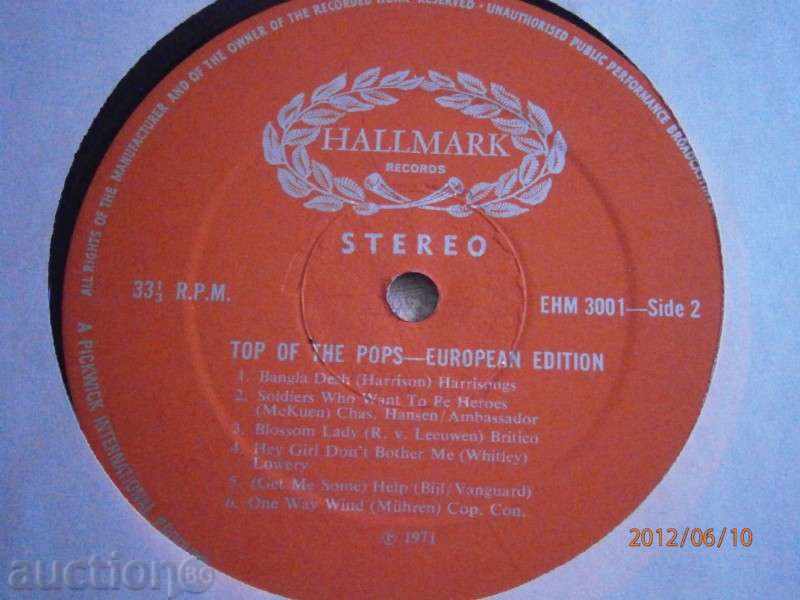 ALL RIGHTS OF THE MANUFACTURER AND OF THE OWNER OF THE RECORDED WORK RESERVED · UNAUTHORISED PUBLIC PERFORMANCE BROADCASTING
A PICKWICK INTERNATIONAL
HALLMARK
RECORDS
STEREO
33⅓ R.P.M.
EHM 3001—Side 2
TOP OF THE POPS—EUROPEAN EDITION
1. Bangla Desh (Harrison) Harrisongs
2. Soldiers Who Want To Be Heroes
(McKuen) Chas. Hansen/Ambassador
3. Blossom Lady (R. v. Leeuwen) Britico
4. Hey Girl Don't Bother Me (Whitley)
Lowery
5. (Get Me Some) Help (Bijl/Vanguard)
6. One Way Wind (Mühren) Cop. Con.
℗ 1971
2012/06/10
auction BG